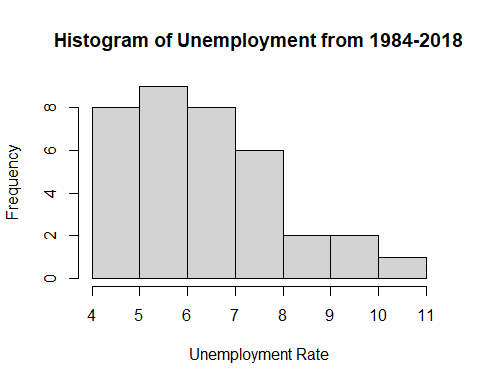 Histogram of Unemployment from 1984-2018
Frequency
8
6
4
2
0
4 5 6 7 8 9 10 11
Unemployment Rate